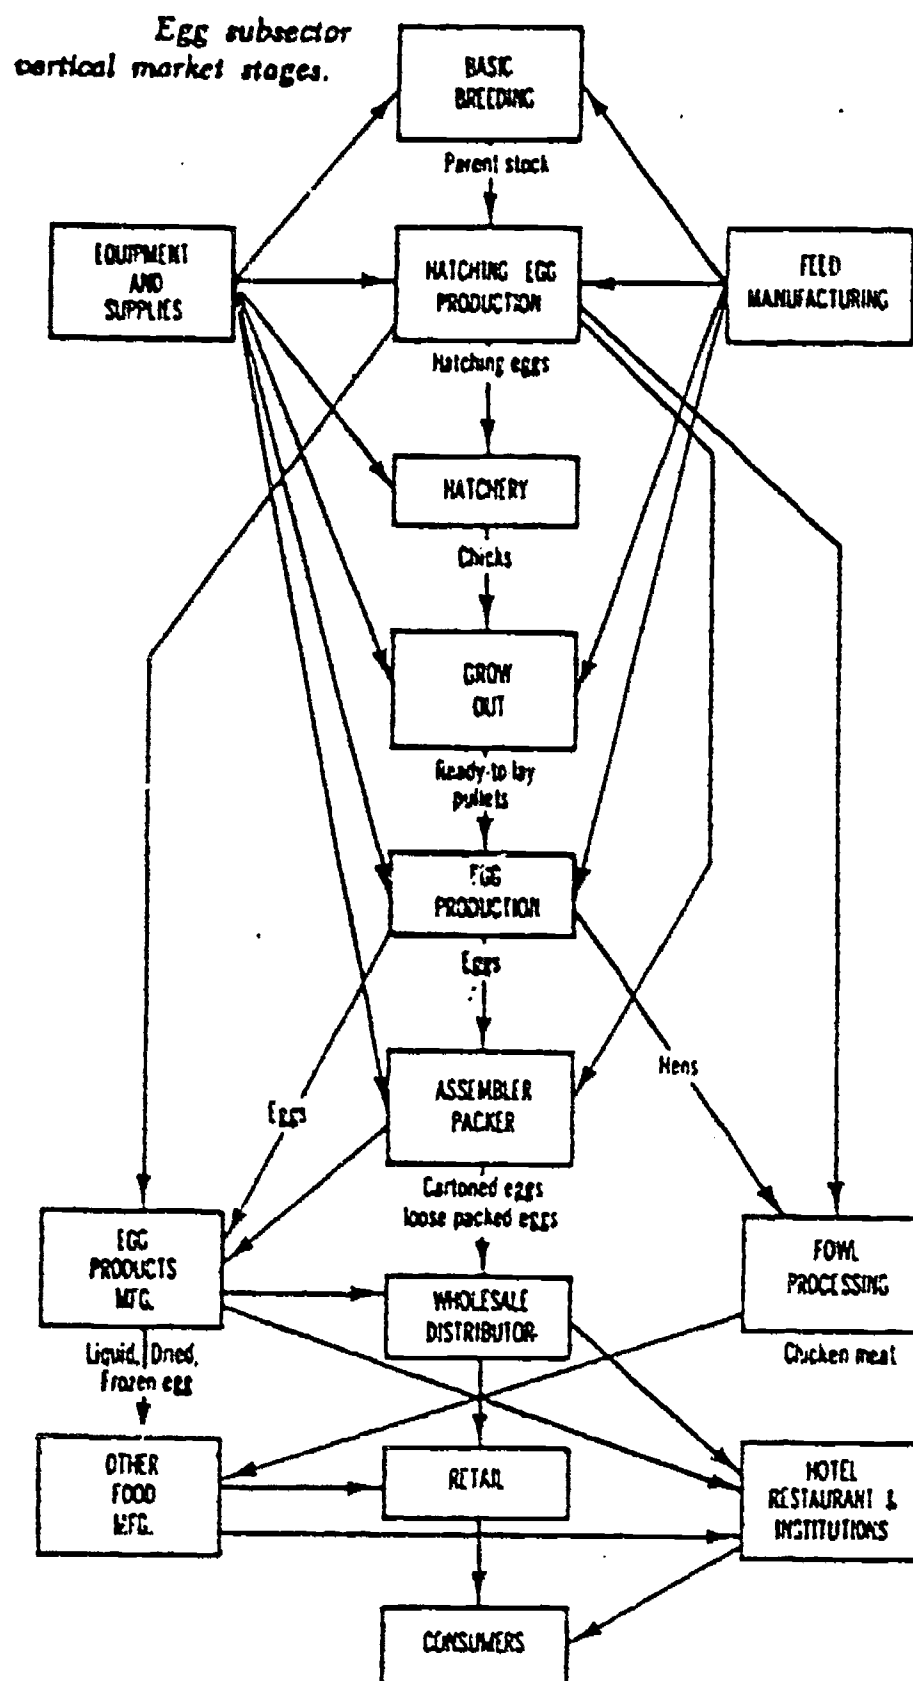 Egg subsector
vertical market stages.
BASIC
BREEDING
Parent stock
EQUIPMENT
AND
SUPPLIES
HATCHING EGG
PRODUCTION
FEED
MANUFACTURING
Hatching eggs
HATCHERY
Chicks
GROW
OUT
Ready-to lay
pullets
EGG
PRODUCTION
Eggs
Hens
ASSEMBLER
PACKER
Eggs
Cartoned eggs
loose packed eggs
EGG
PRODUCTS
MFG.
WHOLESALE
DISTRIBUTOR
FOWL
PROCESSING
Liquid, Dried,
Frozen egg
Chicken meat
OTHER
FOOD
MFG.
RETAIL
HOTEL
RESTAURANT &
INSTITUTIONS
CONSUMERS